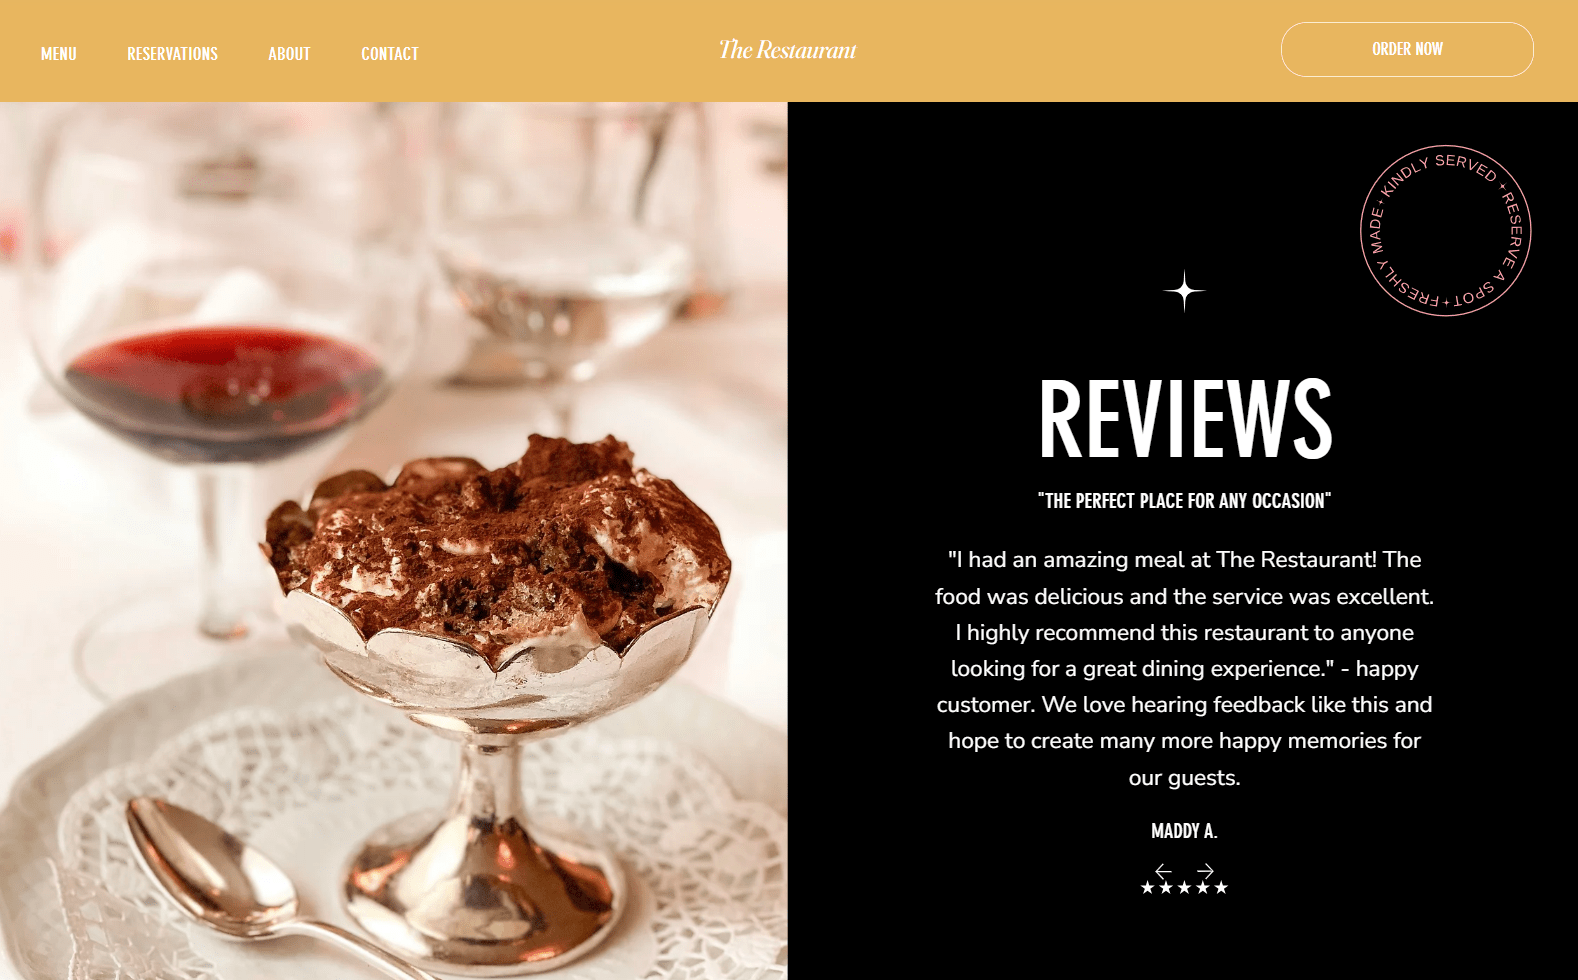 MENU
RESERVATIONS
ABOUT
CONTACT
The Restaurant
ORDER NOW
KINDLY SERVED ✦ RESERVE A SPOT ✦ FRESHLY MADE ✦
REVIEWS
"THE PERFECT PLACE FOR ANY OCCASION"
"I had an amazing meal at The Restaurant! The
food was delicious and the service was excellent.
I highly recommend this restaurant to anyone
looking for a great dining experience." - happy
customer. We love hearing feedback like this and
hope to create many more happy memories for
our guests.
MADDY A.